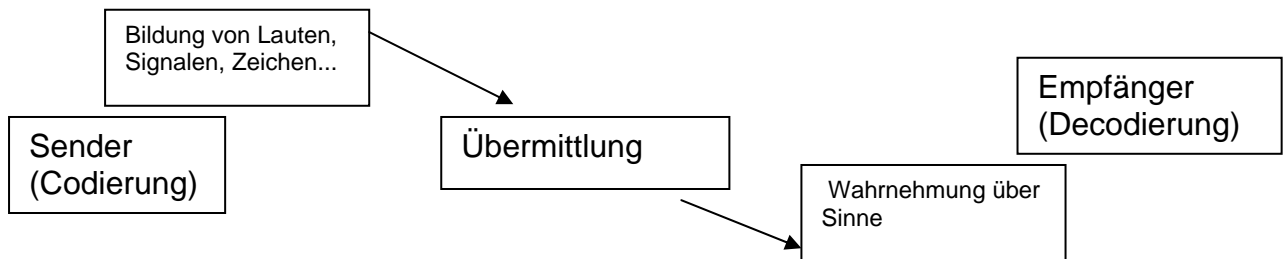 Bildung von Lauten,
Signalen, Zeichen...
Sender
(Codierung)
Übermittlung
Wahrnehmung über
Sinne
Empfänger
(Decodierung)